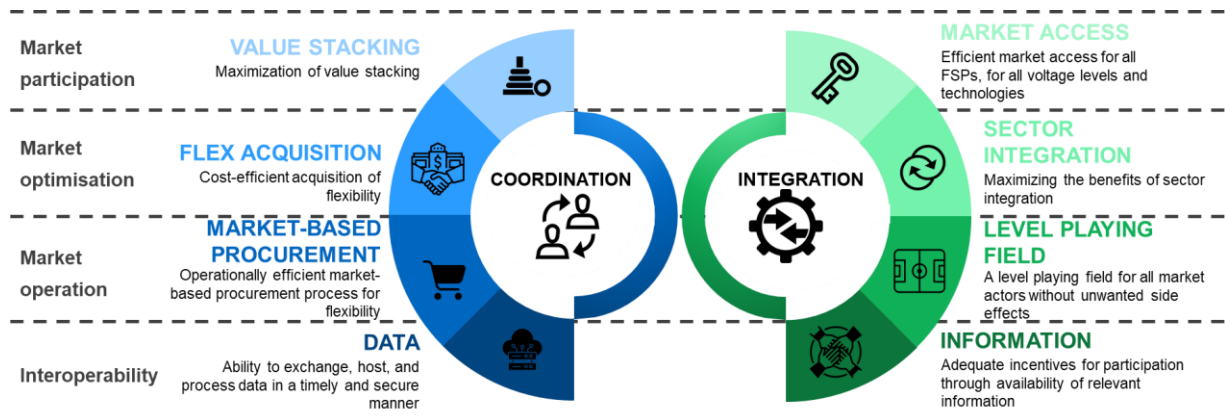 Market
participation
VALUE STACKING
Maximization of value stacking
MARKET ACCESS
Efficient market access for all
FSPs, for all voltage levels and
technologies
Market
optimisation
FLEX ACQUISITION
Cost-efficient acquisition of
flexibility
COORDINATION
INTEGRATION
SECTOR
INTEGRATION
Maximizing the benefits of sector
integration
Market
operation
MARKET-BASED
PROCUREMENT
Operationally efficient market-
based procurement process for
flexibility
LEVEL PLAYING
FIELD
A level playing field for all market
actors without unwanted side
effects
Interoperability
DATA
Ability to exchange, host, and
process data in a timely and secure
manner
INFORMATION
Adequate incentives for participation
through availability of relevant
information